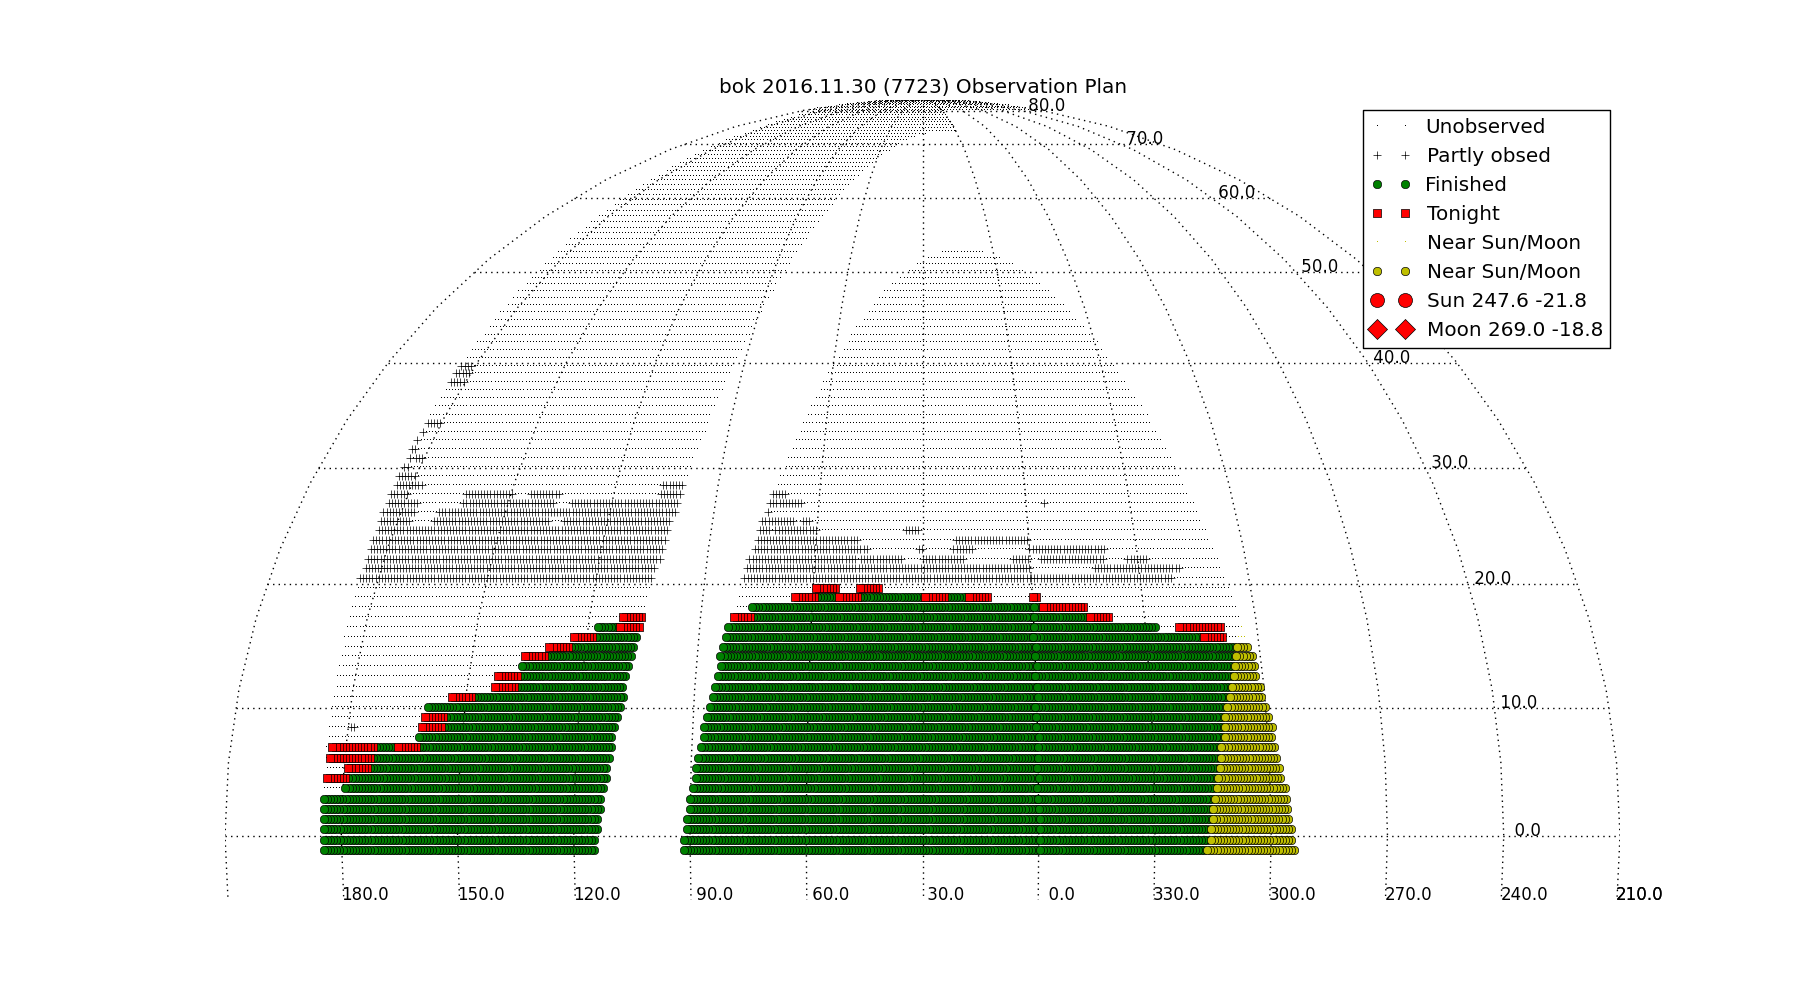 bok 2016.11.30 (7723) Observation Plan
80.0
70.0
60.0
50.0
40.0
30.0
20.0
10.0
0.0
Unobserved
Partly obsed
Finished
Tonight
Near Sun/Moon
Near Sun/Moon
Sun 247.6 -21.8
Moon 269.0 -18.8
180.0 150.0 120.0 90.0 60.0 30.0 0.0 330.0 300.0 270.0 240.0 210.0